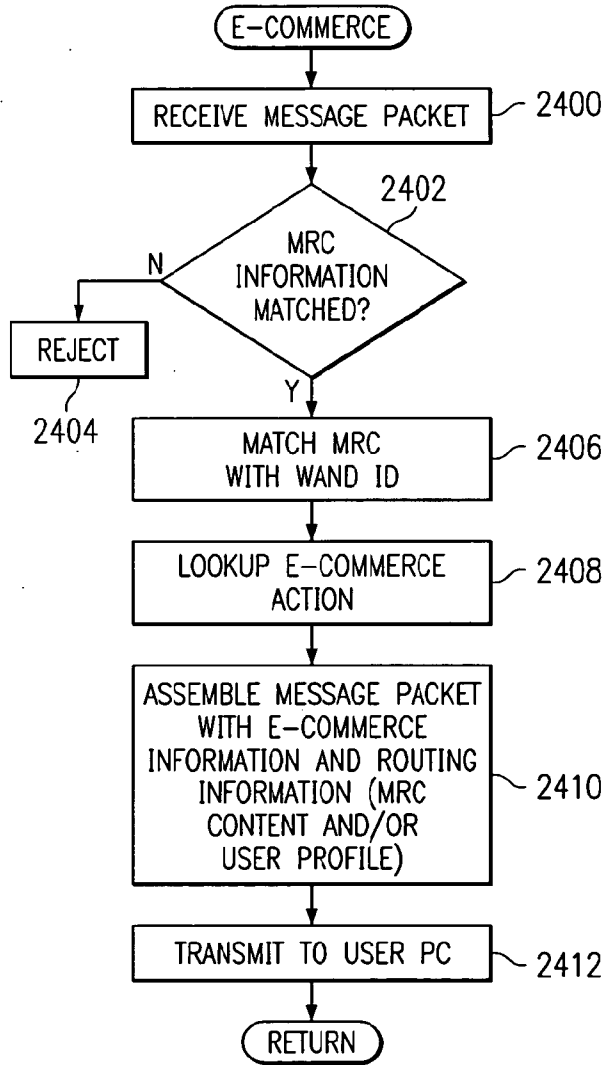 E-COMMERCE
RECEIVE MESSAGE PACKET
2400
2402
MRC
INFORMATION
MATCHED?
N
REJECT
2404
Y
MATCH MRC
WITH WAND ID
2406
LOOKUP E-COMMERCE
ACTION
2408
ASSEMBLE MESSAGE PACKET
WITH E-COMMERCE
INFORMATION AND ROUTING
INFORMATION (MRC
CONTENT AND/OR
USER PROFILE)
2410
TRANSMIT TO USER PC
2412
RETURN